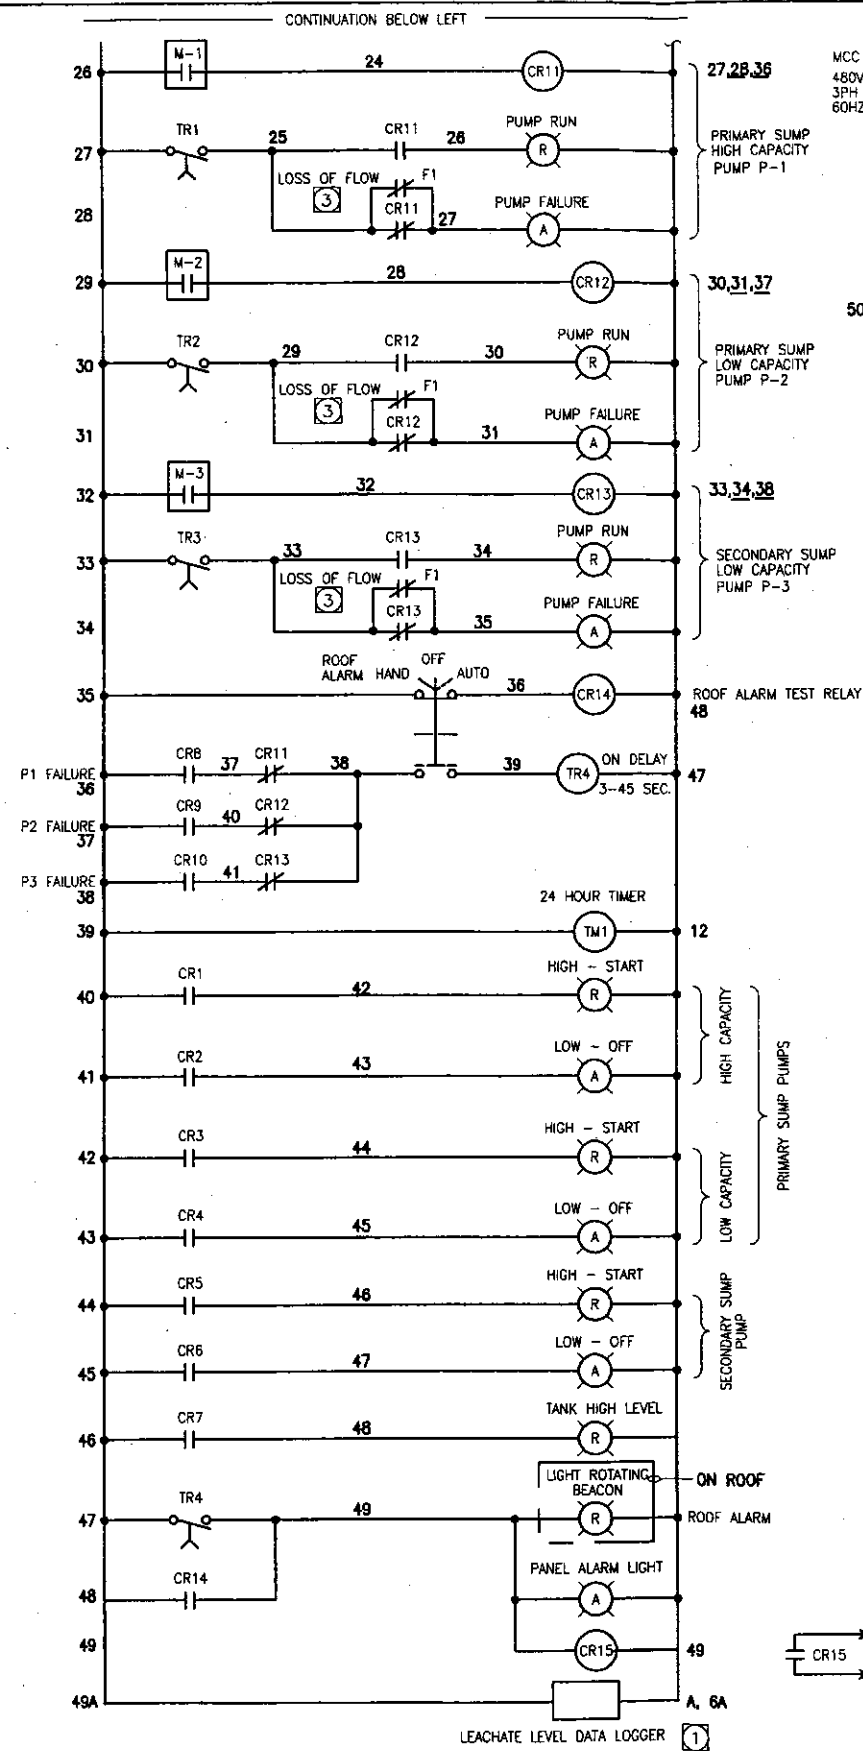 CONTINUATION BELOW LEFT
26 M-1 24 CR11 27,28,36
MCC
480V
3PH
60HZ
27 TR1 25 CR11 26 PUMP RUN R
PRIMARY SUMP
HIGH CAPACITY
PUMP P-1
LOSS OF FLOW F1
3
28 CR11 27 PUMP FAILURE A
29 M-2 28 CR12 30,31,37
50
30 TR2 29 CR12 30 PUMP RUN R
PRIMARY SUMP
LOW CAPACITY
PUMP P-2
LOSS OF FLOW F1
3
31 CR12 31 PUMP FAILURE A
32 M-3 32 CR13 33,34,38
33 TR3 33 CR13 34 PUMP RUN R
SECONDARY SUMP
LOW CAPACITY
PUMP P-3
LOSS OF FLOW F1
3
34 CR13 35 PUMP FAILURE A
ROOF
ALARM HAND OFF AUTO
35 36 CR14 ROOF ALARM TEST RELAY
48
P1 FAILURE CR8 37 CR11 38 39 TR4 ON DELAY 47
36 3-45 SEC.
P2 FAILURE CR9 40 CR12
37
P3 FAILURE CR10 41 CR13
38
24 HOUR TIMER
39 TM1 12
40 CR1 42 HIGH - START R
41 CR2 43 LOW - OFF A
HIGH CAPACITY
42 CR3 44 HIGH - START R
43 CR4 45 LOW - OFF A
LOW CAPACITY
PRIMARY SUMP PUMPS
44 CR5 46 HIGH - START R
45 CR6 47 LOW - OFF A
SECONDARY SUMP
PUMP
46 CR7 48 TANK HIGH LEVEL R
LIGHT ROTATING
BEACON
ON ROOF
47 TR4 49 R ROOF ALARM
48 CR14 PANEL ALARM LIGHT A
49 CR15 49
CR15
49A A, 6A
LEACHATE LEVEL DATA LOGGER 1